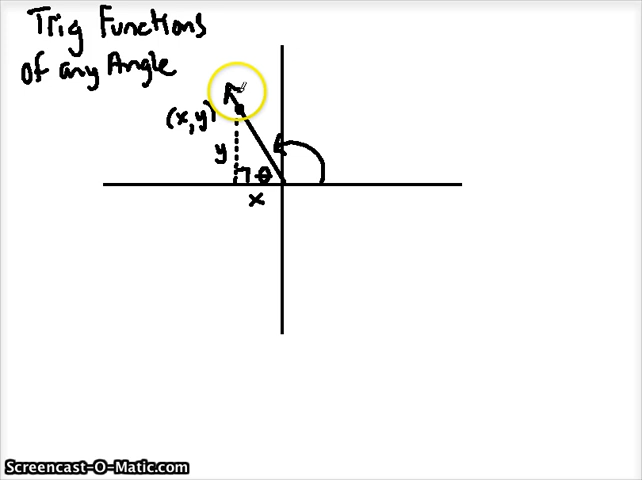 Trig Functions
of any Angle
(x,y)
y
θ
x
Screencast-O-Matic.com